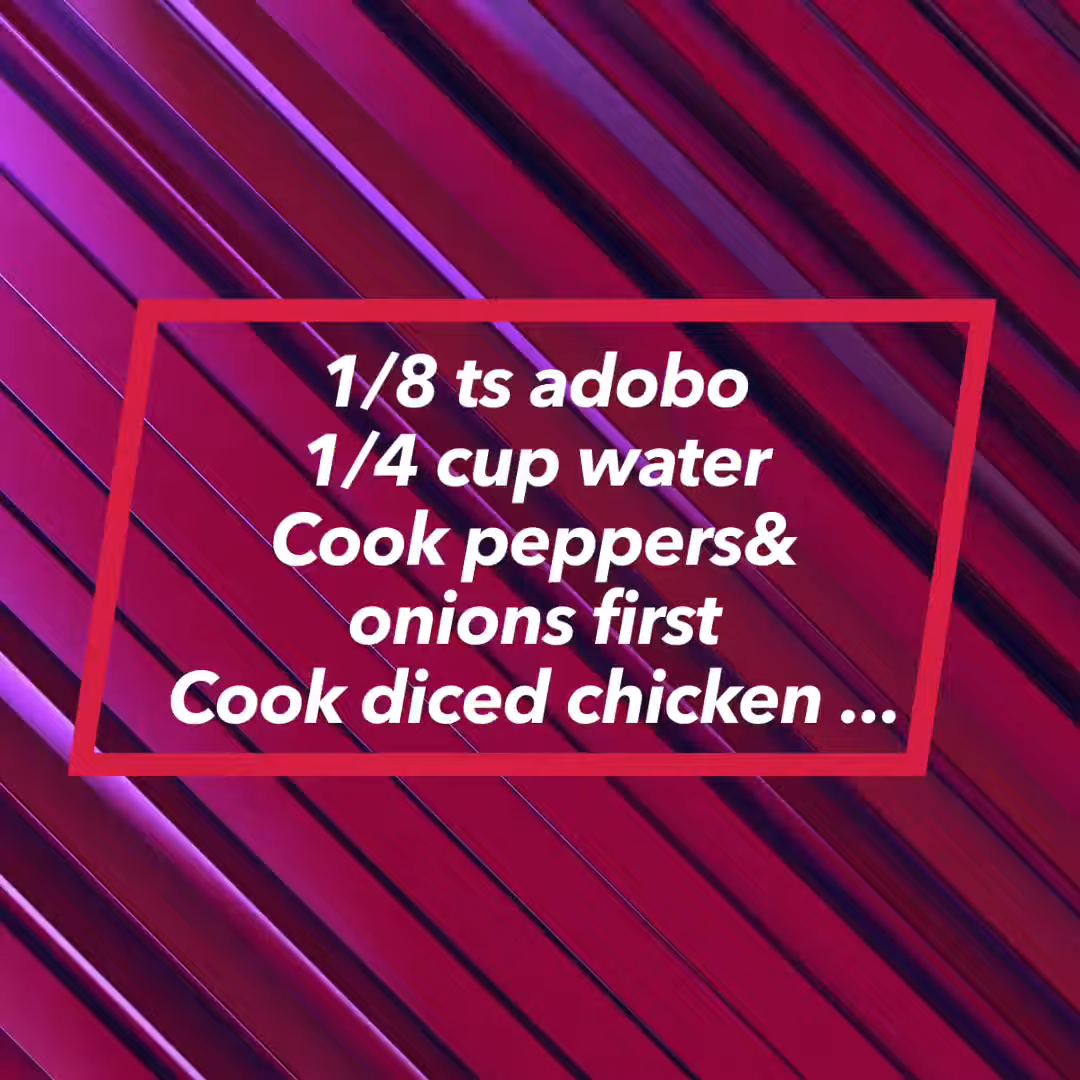 1/8 ts adobo
1/4 cup water
Cook peppers&
onions first
Cook diced chicken ...